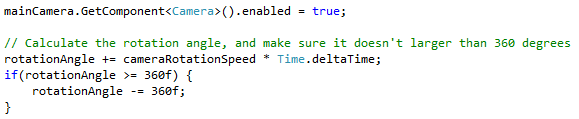 mainCamera.GetComponent<Camera>().enabled = true;
// Calculate the rotation angle, and make sure it doesn't larger than 360 degrees
rotationAngle += cameraRotationSpeed * Time.deltaTime;
if(rotationAngle >= 360f) {
    rotationAngle -= 360f;
}